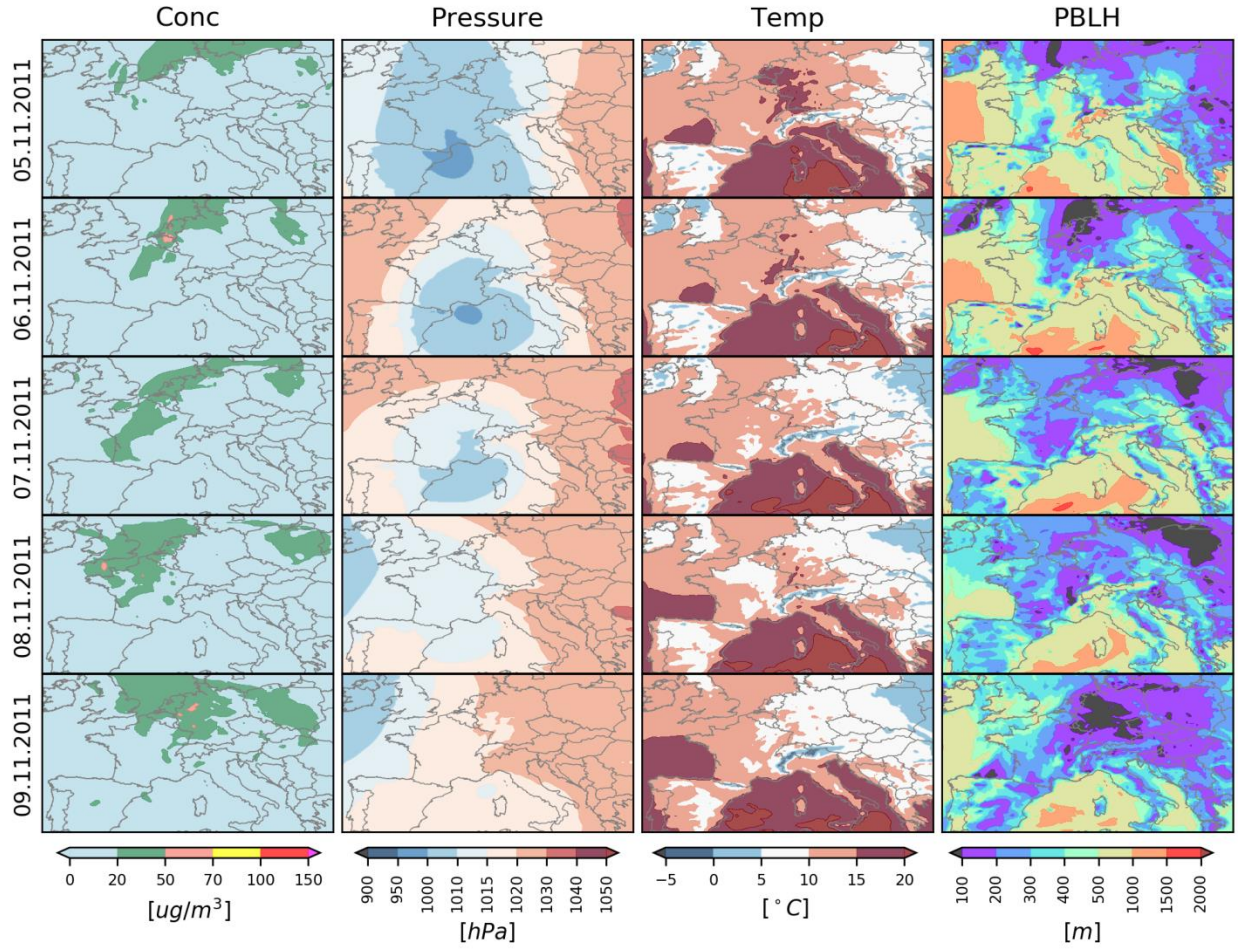 Conc Pressure Temp PBLH
05.11.2011
06.11.2011
07.11.2011
08.11.2011
09.11.2011
0 20 50 70 100 150
[ug/m³]
900 950 1000 1010 1015 1020 1030 1040 1050
[hPa]
−5 0 5 10 15 20
[°C]
100 200 300 400 500 1000 1500 2000
[m]